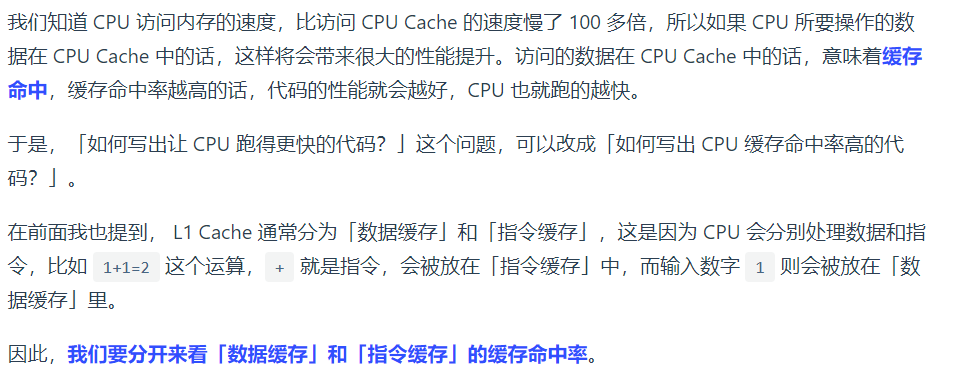 我们知道 CPU 访问内存的速度，比访问 CPU Cache 的速度慢了 100 多倍，所以如果 CPU 所要操作的数
据在 CPU Cache 中的话，这样将会带来很大的性能提升。访问的数据在 CPU Cache 中的话，意味着缓存
命中，缓存命中率越高的话，代码的性能就会越好，CPU 也就跑的越快。
于是，「如何写出让 CPU 跑得更快的代码？」这个问题，可以改成「如何写出 CPU 缓存命中率高的代
码？」。
在前面我也提到， L1 Cache 通常分为「数据缓存」和「指令缓存」，这是因为 CPU 会分别处理数据和指
令，比如 1+1=2 这个运算，+ 就是指令，会被放在「指令缓存」中，而输入数字 1 则会被放在「数
据缓存」里。
因此，我们要分开来看「数据缓存」和「指令缓存」的缓存命中率。